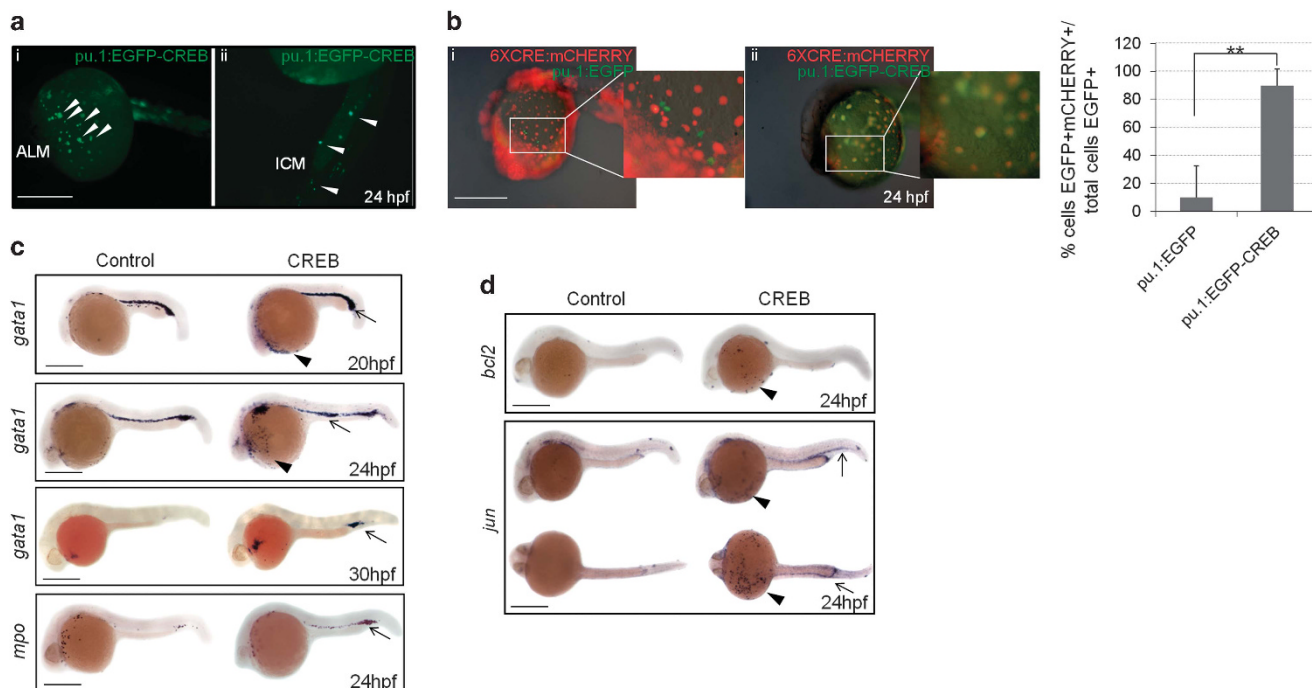 a
i
pu.1:EGFP-CREB
ii
pu.1:EGFP-CREB
ALM
ICM
24 hpf
b
i
6XCRE:mCHERRY
pu.1:EGFP
ii
6XCRE:mCHERRY
pu.1:EGFP-CREB
24 hpf
% cells EGFP+mCHERRY+/
total cells EGFP+
120
100
80
60
40
20
0
**
pu.1:EGFP
pu.1:EGFP-CREB
c
Control
CREB
gata1
20hpf
gata1
24hpf
gata1
30hpf
mpo
24hpf
d
Control
CREB
bcl2
24hpf
jun
24hpf